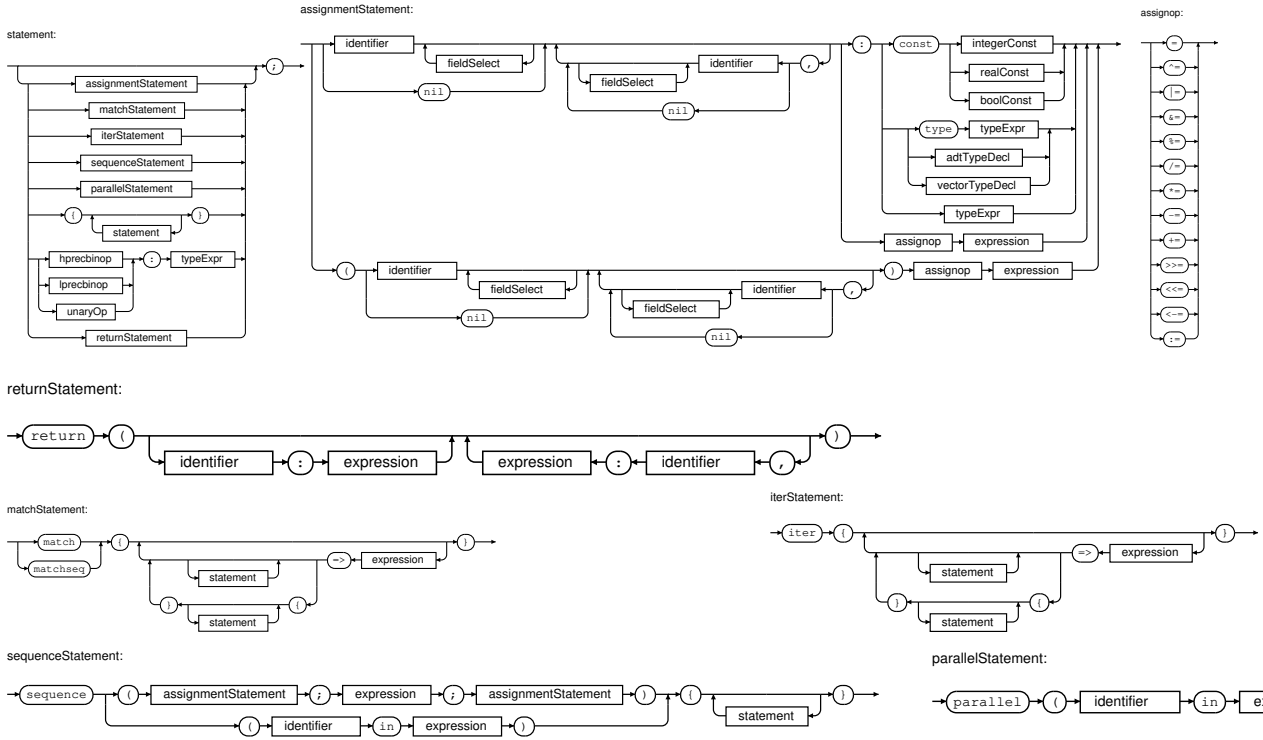 statement:
;
assignmentStatement
matchStatement
iterStatement
sequenceStatement
parallelStatement
{ statement }
hprecbinop : typeExpr
lprecbinop
unaryOp
returnStatement
assignmentStatement:
identifier fieldSelect fieldSelect identifier , : const integerConst
nil nil realConst
boolConst
type typeExpr
adtTypeDecl
vectorTypeDecl
typeExpr
assignop expression
( identifier fieldSelect fieldSelect identifier , ) assignop expression
nil nil
assignop:
=
^=
|=
&=
%=
/=
*=
-=
+=
>>=
<<=
<-=
:=
returnStatement:
return ( identifier : expression expression : identifier , )
matchStatement:
match { }
matchseq
statement => expression
} statement {
iterStatement:
iter { }
statement => expression
} statement {
sequenceStatement:
sequence ( assignmentStatement ; expression ; assignmentStatement ) { statement }
( identifier in expression )
parallelStatement:
parallel ( identifier in